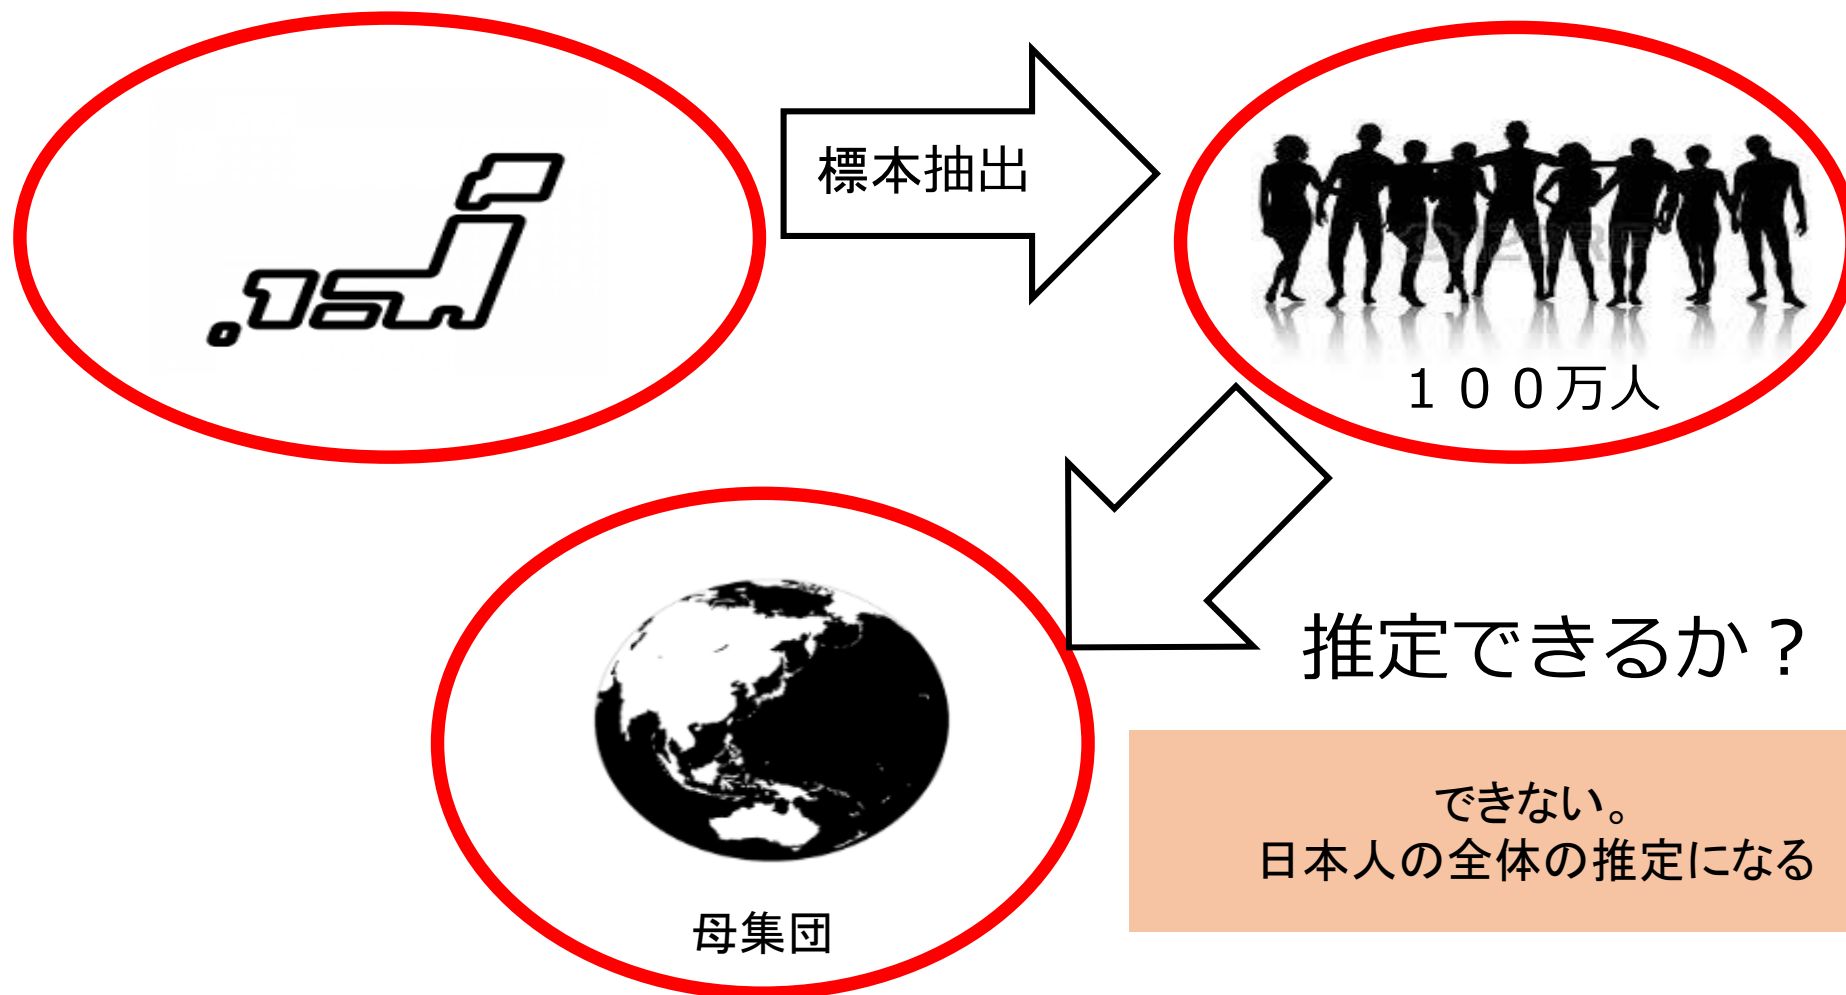 標本抽出
１００万人
推定できるか？
できない。
日本人の全体の推定になる
母集団